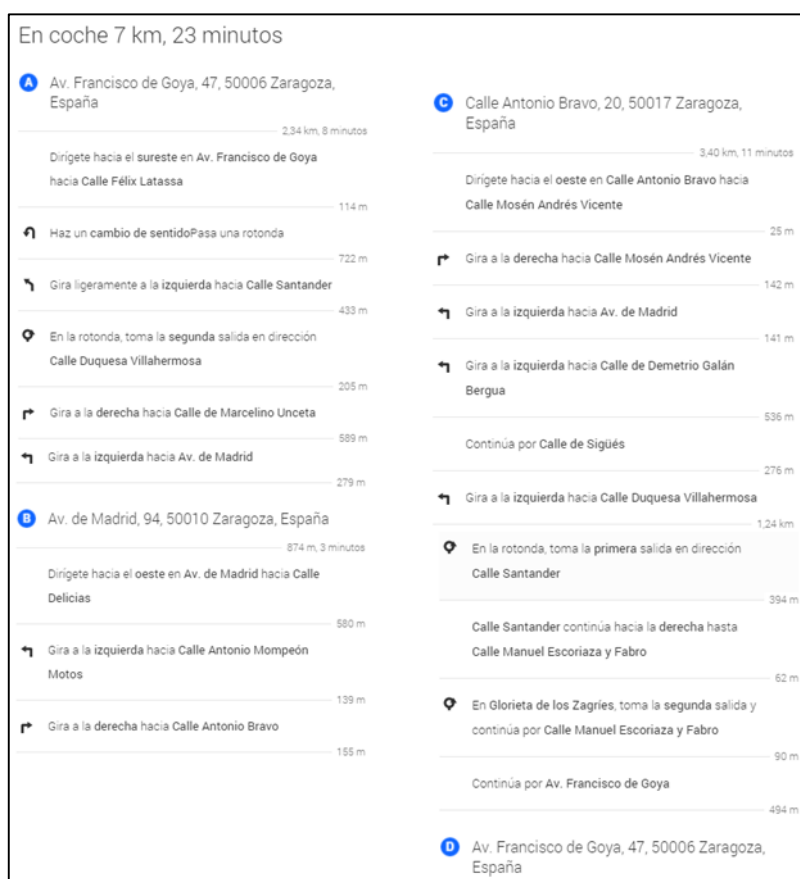 En coche 7 km, 23 minutos
A
Av. Francisco de Goya, 47, 50006 Zaragoza,
España
2,34 km, 8 minutos
Dirígete hacia el sureste en Av. Francisco de Goya
hacia Calle Félix Latassa
114 m
Haz un cambio de sentidoPasa una rotonda
722 m
Gira ligeramente a la izquierda hacia Calle Santander
433 m
En la rotonda, toma la segunda salida en dirección
Calle Duquesa Villahermosa
205 m
Gira a la derecha hacia Calle de Marcelino Unceta
589 m
Gira a la izquierda hacia Av. de Madrid
279 m
B
Av. de Madrid, 94, 50010 Zaragoza, España
874 m, 3 minutos
Dirígete hacia el oeste en Av. de Madrid hacia Calle
Delicias
580 m
Gira a la izquierda hacia Calle Antonio Mompeón
Motos
139 m
Gira a la derecha hacia Calle Antonio Bravo
155 m
C
Calle Antonio Bravo, 20, 50017 Zaragoza,
España
3,40 km, 11 minutos
Dirígete hacia el oeste en Calle Antonio Bravo hacia
Calle Mosén Andrés Vicente
25 m
Gira a la derecha hacia Calle Mosén Andrés Vicente
142 m
Gira a la izquierda hacia Av. de Madrid
141 m
Gira a la izquierda hacia Calle de Demetrio Galán
Bergua
536 m
Continúa por Calle de Sigüés
276 m
Gira a la izquierda hacia Calle Duquesa Villahermosa
1,24 km
En la rotonda, toma la primera salida en dirección
Calle Santander
394 m
Calle Santander continúa hacia la derecha hasta
Calle Manuel Escoriaza y Fabro
62 m
En Glorieta de los Zagríes, toma la segunda salida y
continúa por Calle Manuel Escoriaza y Fabro
90 m
Continúa por Av. Francisco de Goya
494 m
D
Av. Francisco de Goya, 47, 50006 Zaragoza,
España